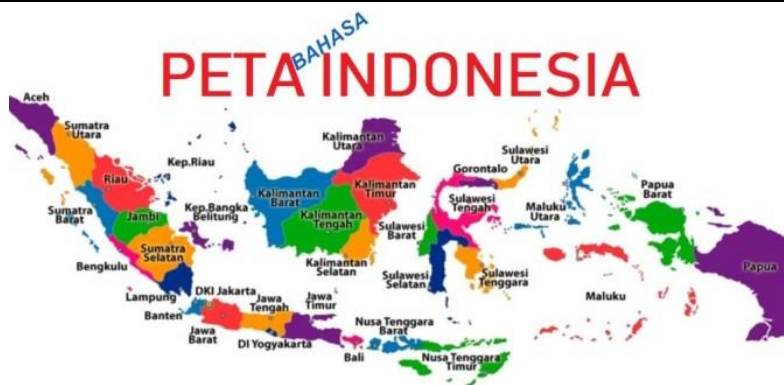 BAHASA
PETA INDONESIA
Aceh
Sumatra
Utara
Riau
Kep.Riau
Sumatra
Barat
Jambi
Kep.Bangka
Belitung
Sumatra
Selatan
Bengkulu
Lampung
Banten
DKI Jakarta
Jawa
Barat
Jawa
Tengah
DI Yogyakarta
Jawa
Timur
Bali
Nusa Tenggara
Barat
Nusa Tenggara
Timur
Kalimantan
Utara
Kalimantan
Barat
Kalimantan
Timur
Kalimantan
Tengah
Kalimantan
Selatan
Sulawesi
Utara
Gorontalo
Sulawesi
Tengah
Sulawesi
Barat
Sulawesi
Selatan
Sulawesi
Tenggara
Maluku
Utara
Maluku
Papua
Barat
Papua